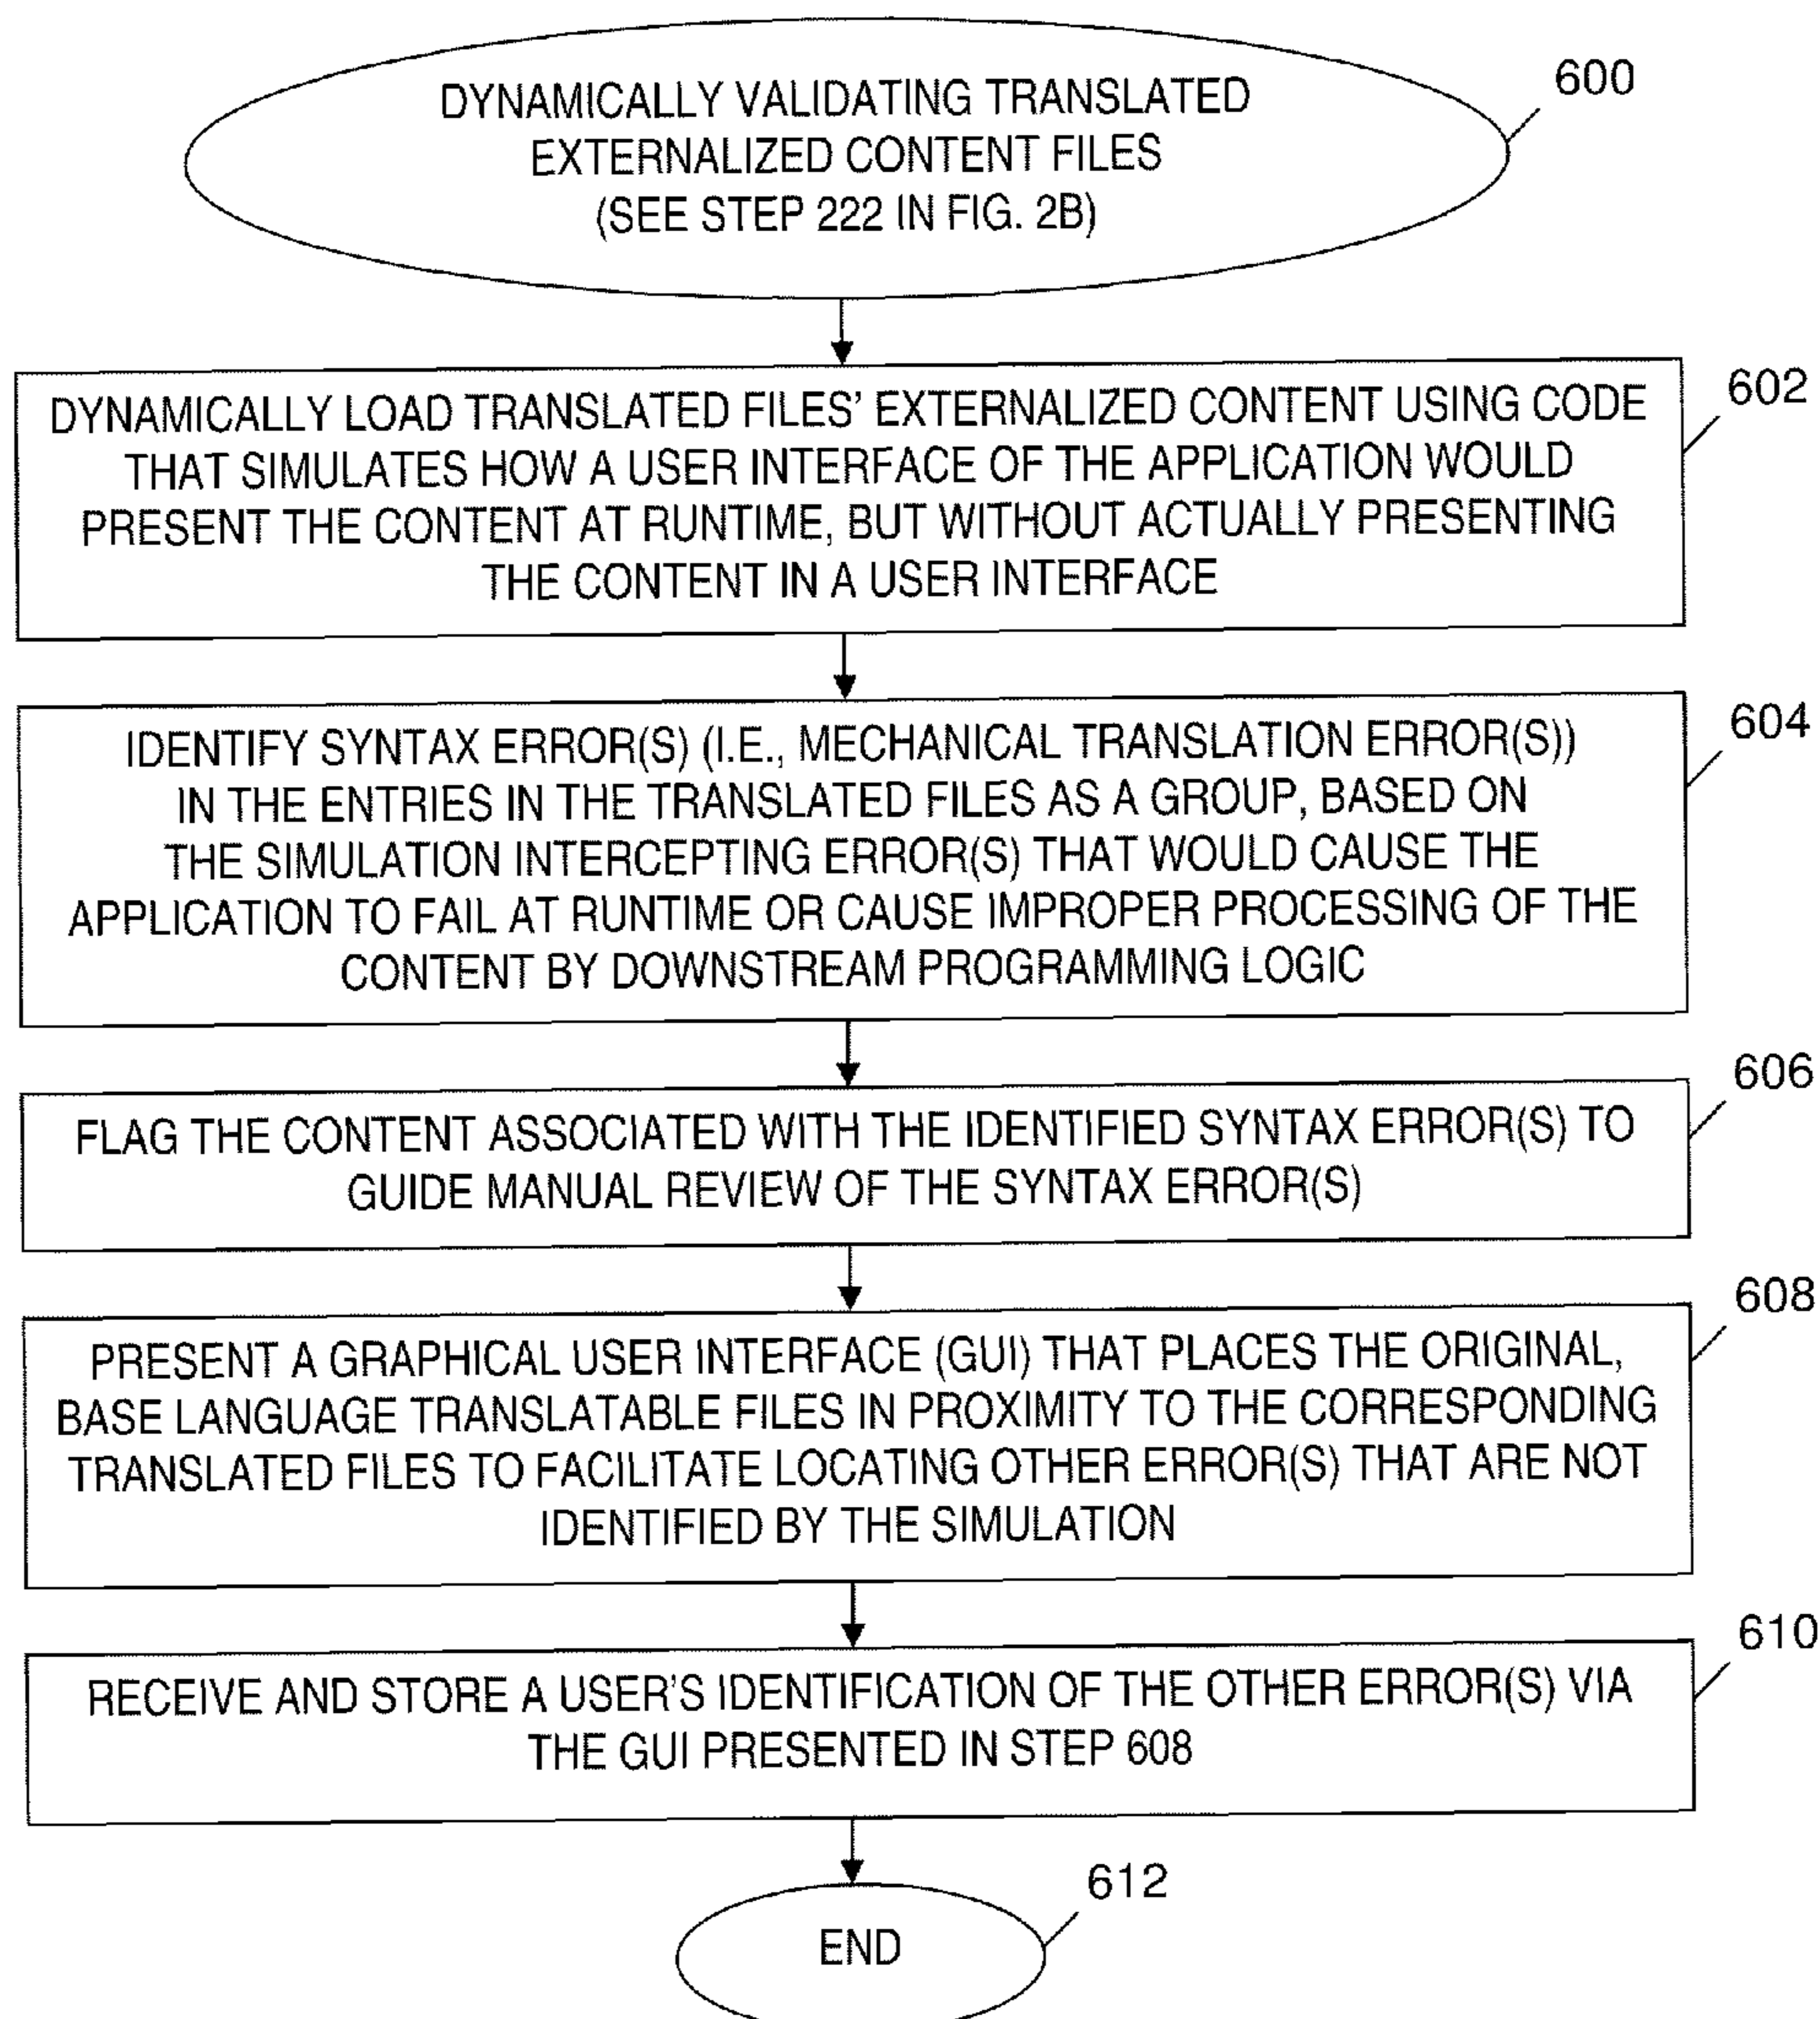 DYNAMICALLY VALIDATING TRANSLATED
EXTERNALIZED CONTENT FILES
(SEE STEP 222 IN FIG. 2B)
600
DYNAMICALLY LOAD TRANSLATED FILES' EXTERNALIZED CONTENT USING CODE
THAT SIMULATES HOW A USER INTERFACE OF THE APPLICATION WOULD
PRESENT THE CONTENT AT RUNTIME, BUT WITHOUT ACTUALLY PRESENTING
THE CONTENT IN A USER INTERFACE
602
IDENTIFY SYNTAX ERROR(S) (I.E., MECHANICAL TRANSLATION ERROR(S))
IN THE ENTRIES IN THE TRANSLATED FILES AS A GROUP, BASED ON
THE SIMULATION INTERCEPTING ERROR(S) THAT WOULD CAUSE THE
APPLICATION TO FAIL AT RUNTIME OR CAUSE IMPROPER PROCESSING OF THE
CONTENT BY DOWNSTREAM PROGRAMMING LOGIC
604
FLAG THE CONTENT ASSOCIATED WITH THE IDENTIFIED SYNTAX ERROR(S) TO
GUIDE MANUAL REVIEW OF THE SYNTAX ERROR(S)
606
PRESENT A GRAPHICAL USER INTERFACE (GUI) THAT PLACES THE ORIGINAL,
BASE LANGUAGE TRANSLATABLE FILES IN PROXIMITY TO THE CORRESPONDING
TRANSLATED FILES TO FACILITATE LOCATING OTHER ERROR(S) THAT ARE NOT
IDENTIFIED BY THE SIMULATION
608
RECEIVE AND STORE A USER'S IDENTIFICATION OF THE OTHER ERROR(S) VIA
THE GUI PRESENTED IN STEP 608
610
END
612